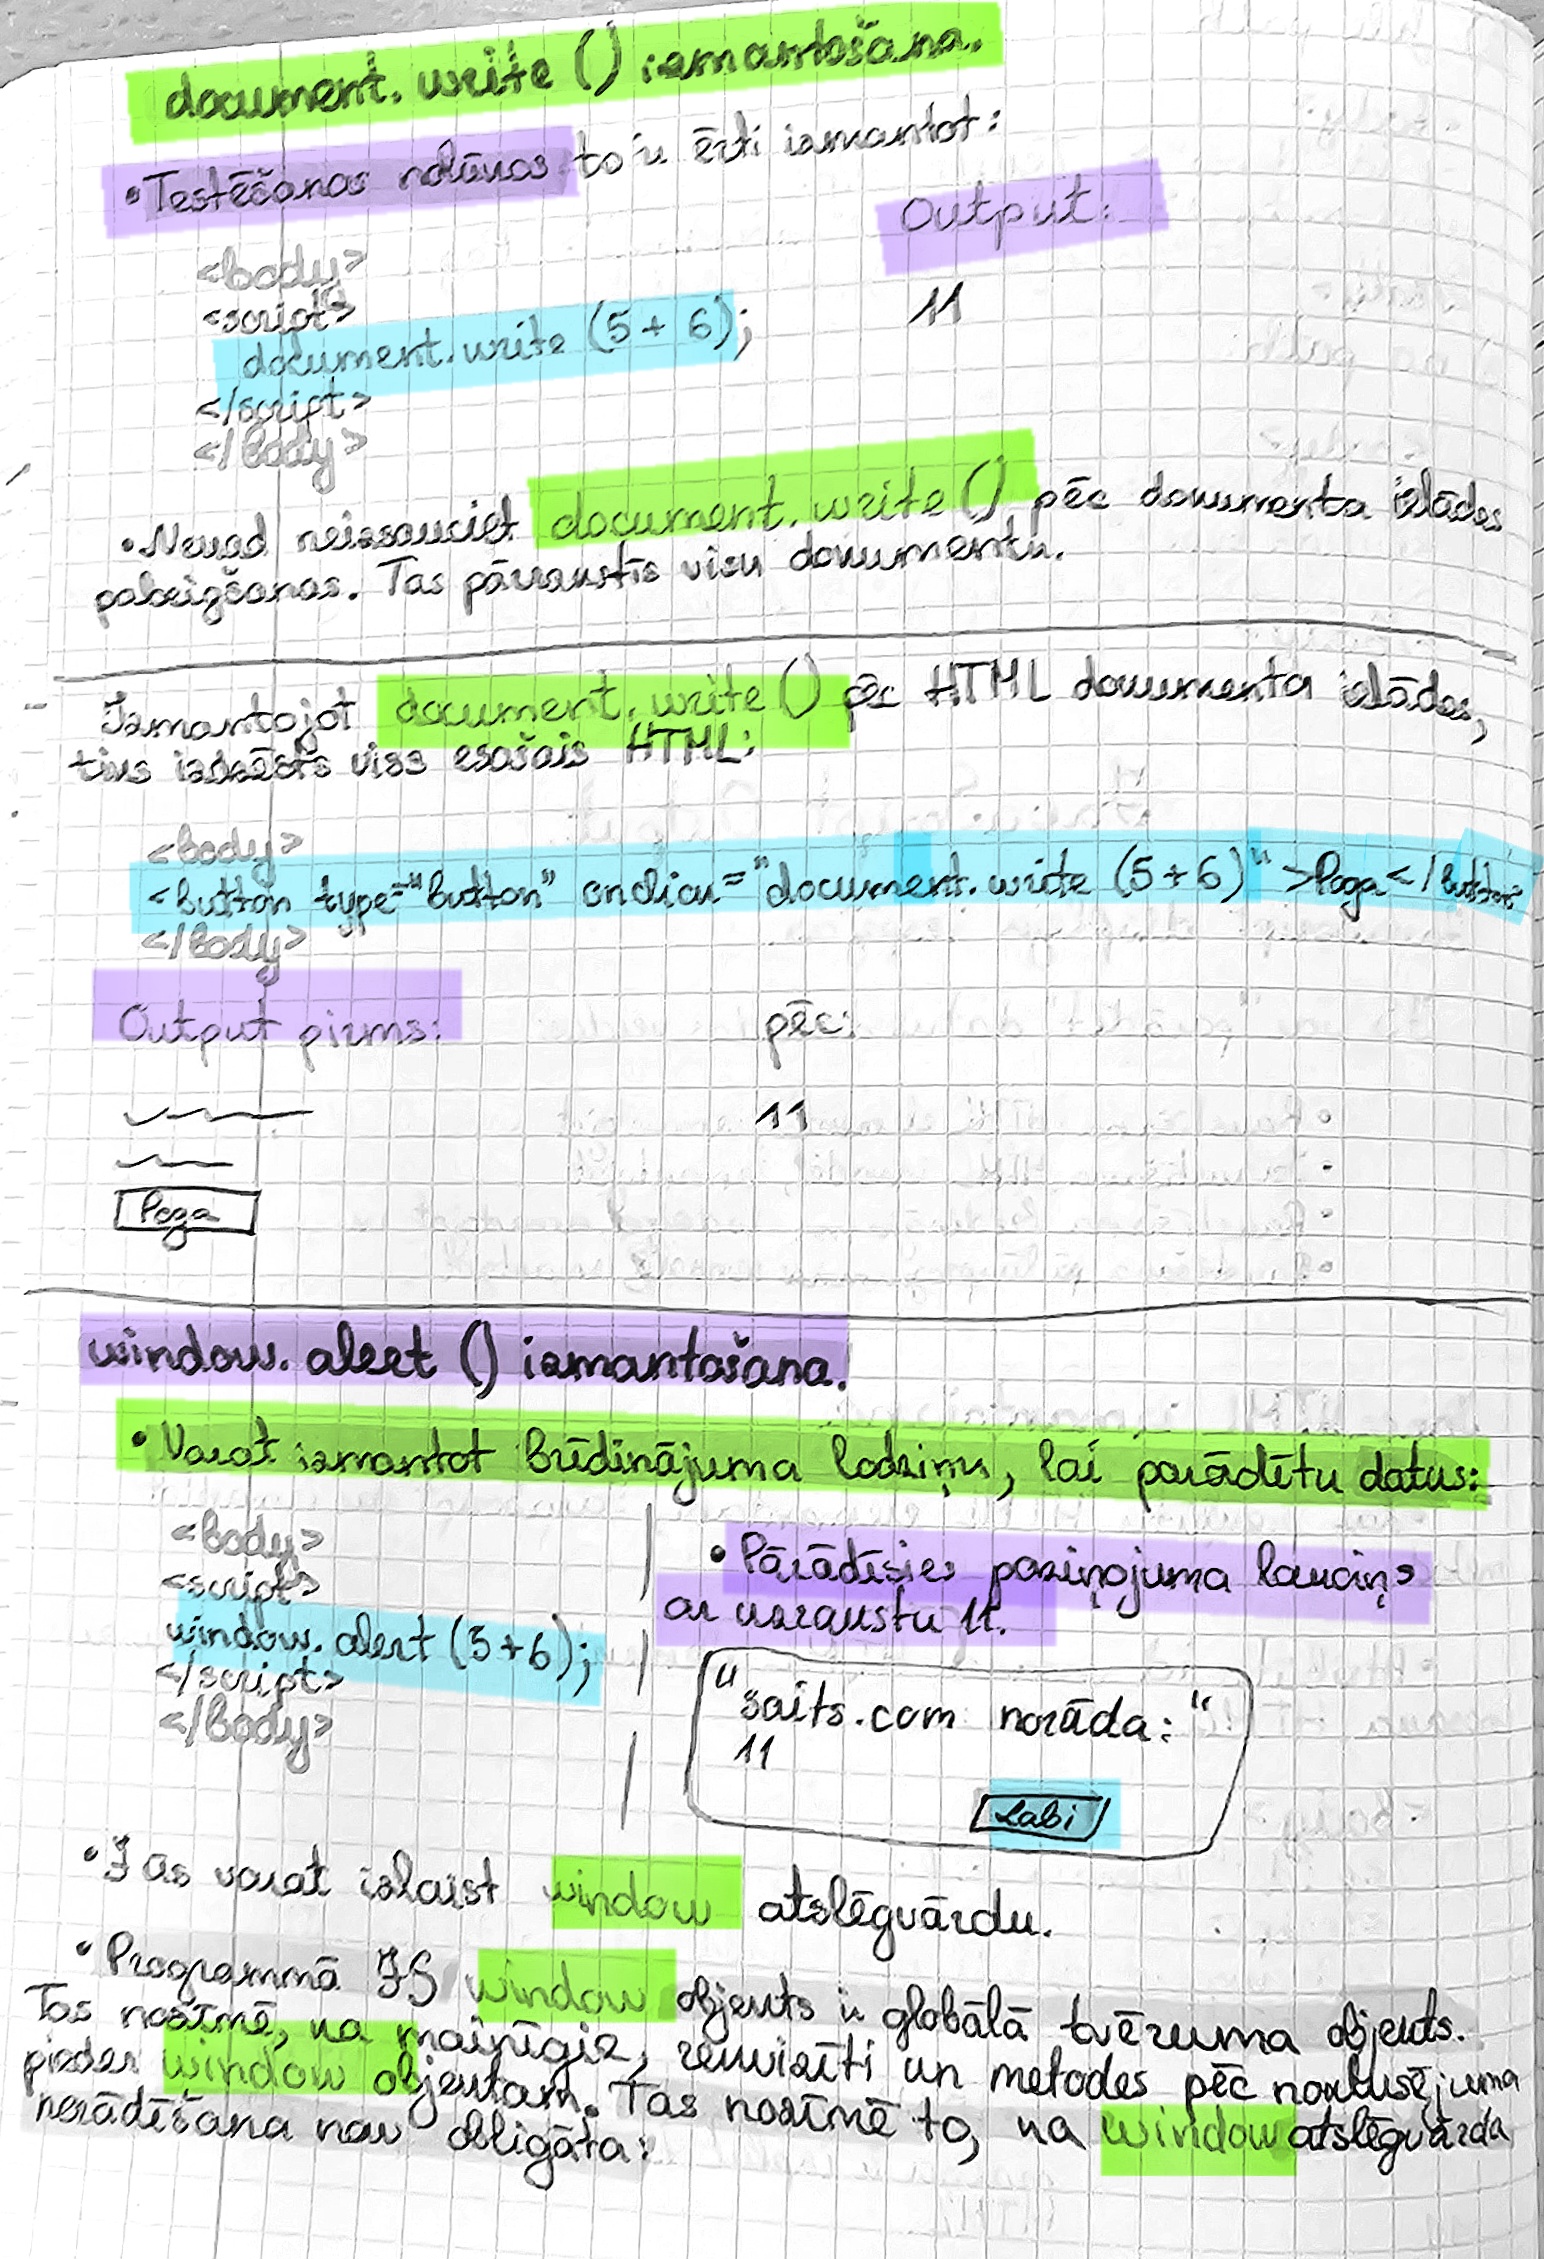 document.write() izmantošana.
• Testēšanas nolūkos to ir ērti izmantot:
Output:
<body>
<script>
11
document.write (5 + 6);
</script>
</body>
• Nekad neizsauciet document.write() pēc dokumenta ielādes
pabeigšanas. Tas pārrakstīs visu dokumentu.
Izmantojot document.write() pēc HTML dokumenta ielādes,
tiks izdzēsts viss esošais HTML:
<body>
<button type="button" onclick="document.write (5+6)" >Poga</button>
</body>
Output pirms: pēc:
11
Poga
window.alert () izmantošana.
• Varat izmantot brīdinājuma lodziņu, lai parādītu datus:
<body>
<script>
window.alert (5+6);
</script>
</body>
• Parādīsies paziņojuma lauciņš
ar uzrakstu 11.
"saits.com norāda:"
11
Labi
• Jūs varat izlaist window atslēgvārdu.
• Programmā JS window objekts ir globālā tvēruma objekts.
Tas nozīmē, ka mainīgie, rekvizīti un metodes pēc noklusējuma
pieder window objektam. Tas nozīmē to, ka window atslēgvārda
norādīšana nav obligāta: